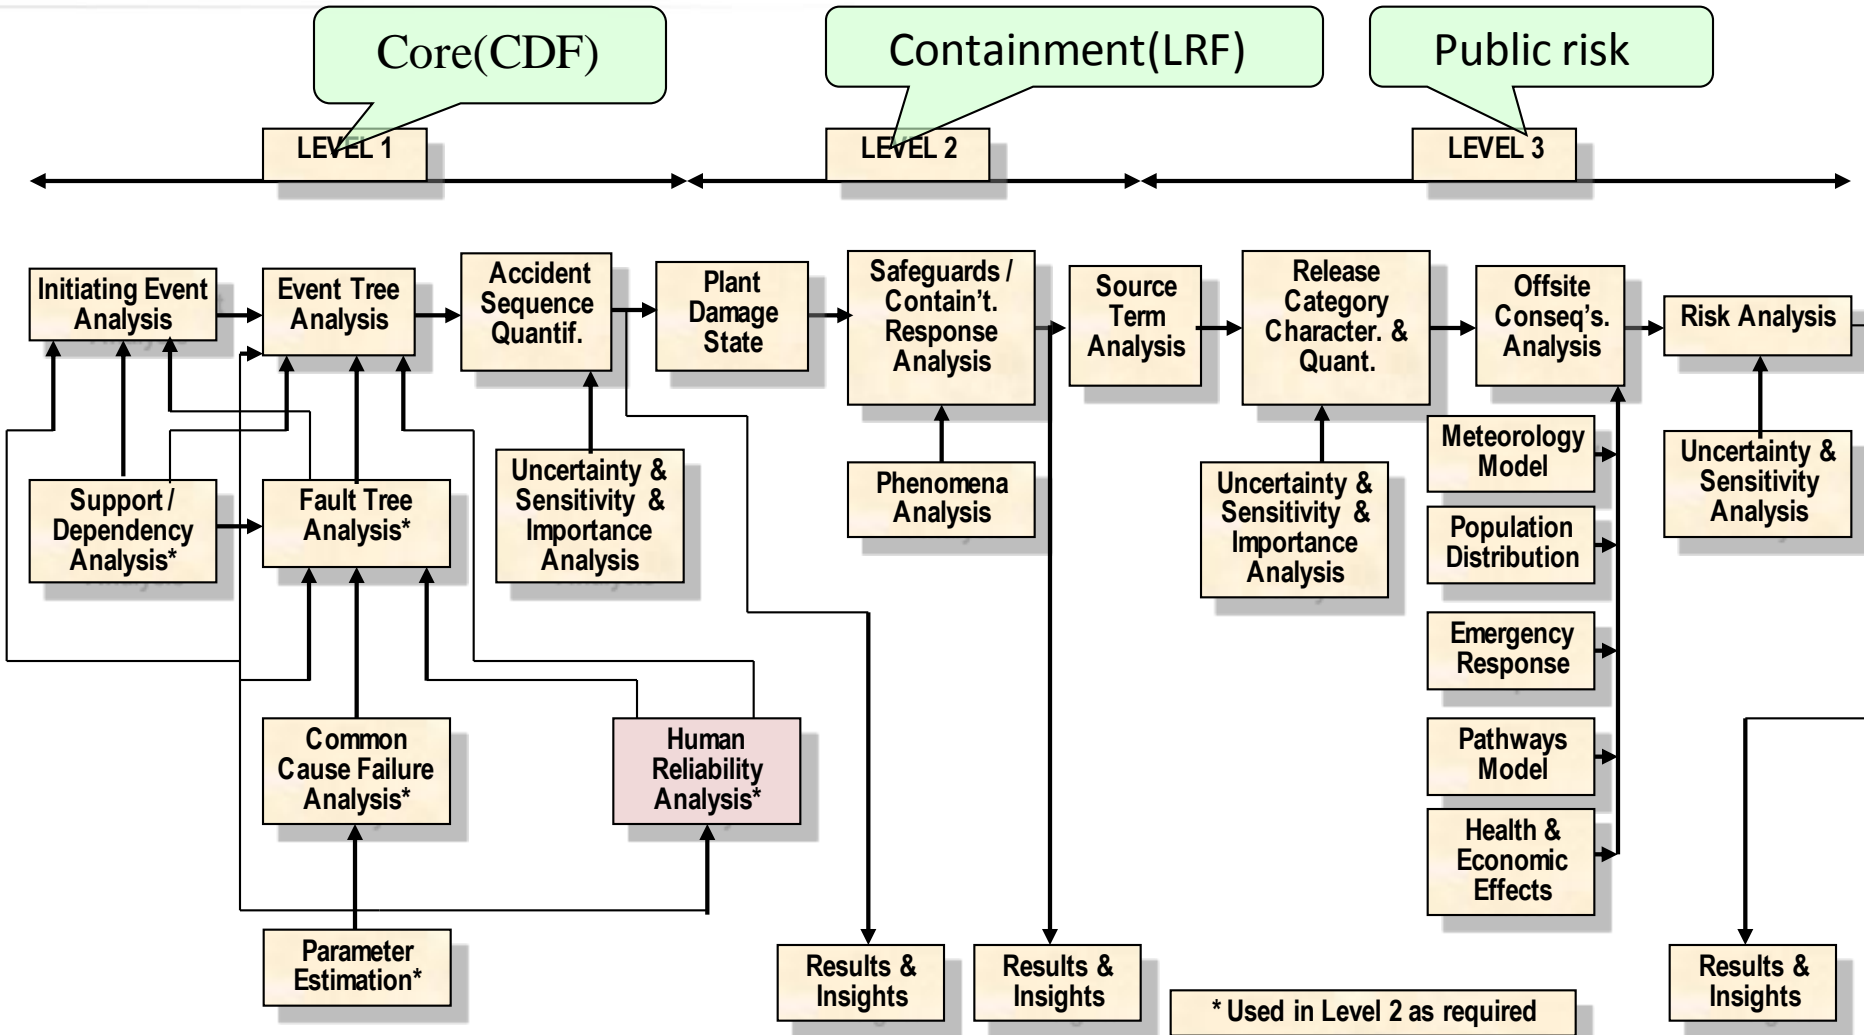 Core(CDF)
Containment(LRF)
Public risk
LEVEL 1
LEVEL 2
LEVEL 3
Initiating Event
Analysis
Event Tree
Analysis
Accident
Sequence
Quantif.
Plant
Damage
State
Safeguards /
Contain't.
Response
Analysis
Source
Term
Analysis
Release
Category
Character. &
Quant.
Offsite
Conseq's.
Analysis
Risk Analysis
Support /
Dependency
Analysis*
Fault Tree
Analysis*
Uncertainty &
Sensitivity &
Importance
Analysis
Phenomena
Analysis
Uncertainty &
Sensitivity &
Importance
Analysis
Meteorology
Model
Population
Distribution
Emergency
Response
Pathways
Model
Health &
Economic
Effects
Uncertainty &
Sensitivity
Analysis
Common
Cause Failure
Analysis*
Human
Reliability
Analysis*
Parameter
Estimation*
Results &
Insights
Results &
Insights
* Used in Level 2 as required
Results &
Insights